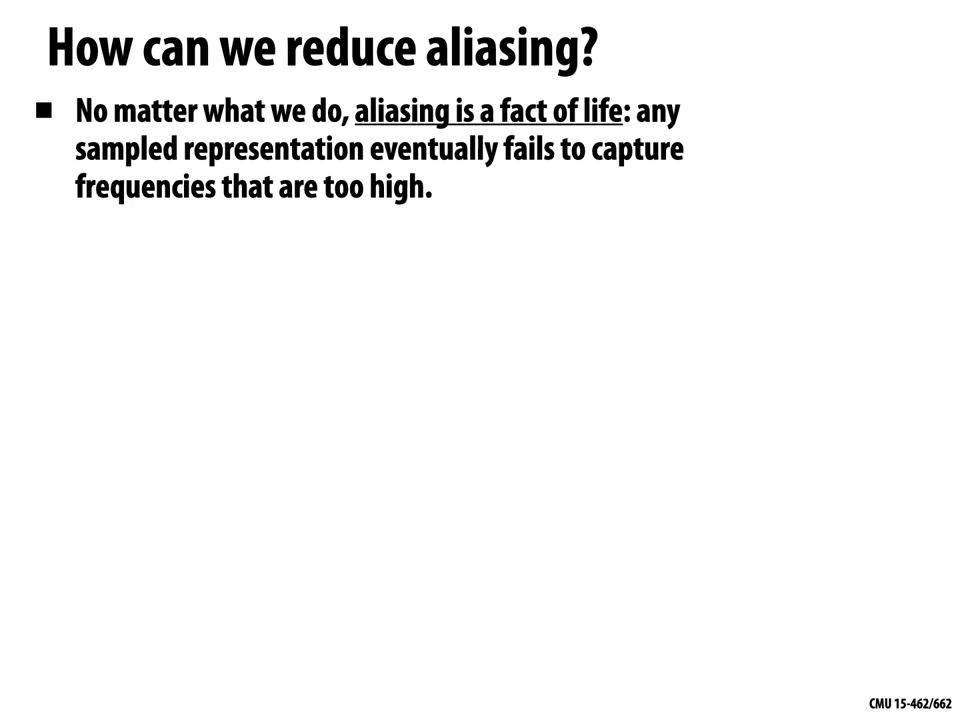 How can we reduce aliasing?
■ No matter what we do, aliasing is a fact of life: any
sampled representation eventually fails to capture
frequencies that are too high.
CMU 15-462/662